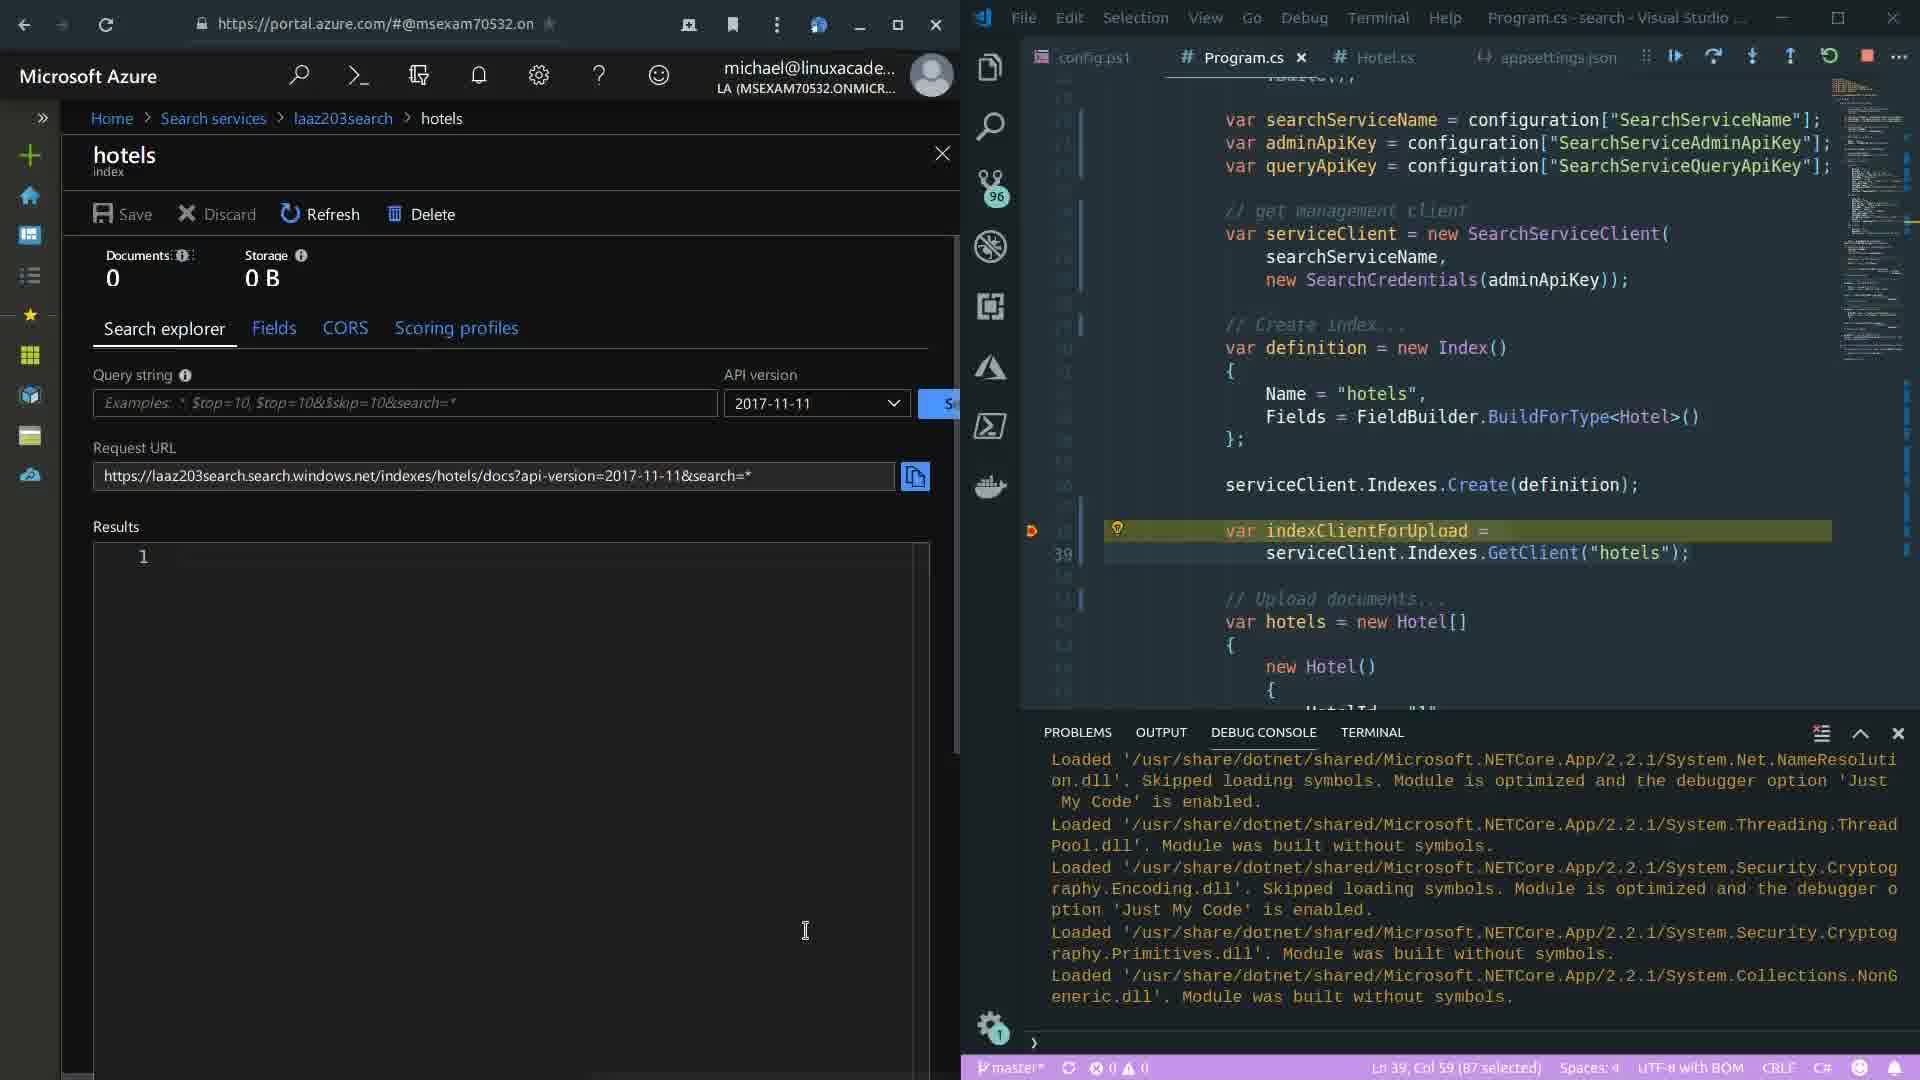 https://portal.azure.com/#@msexam70532.on
Microsoft Azure
michael@linuxacade...
LA (MSEXAM70532.ONMICR...
Home > Search services > laaz203search > hotels
hotels
index
Save Discard Refresh Delete
Documents Storage
0 0 B
Search explorer Fields CORS Scoring profiles
Query string API version
Examples: *, $top=10, $top=10&$skip=10&search=* 2017-11-11
Request URL
https://laaz203search.search.windows.net/indexes/hotels/docs?api-version=2017-11-11&search=*
Results
1
File Edit Selection View Go Debug Terminal Help Program.cs - search - Visual Studio ...
config.ps1 Program.cs Hotel.cs appsettings.json
96
var searchServiceName = configuration["SearchServiceName"];
var adminApiKey = configuration["SearchServiceAdminApiKey"];
var queryApiKey = configuration["SearchServiceQueryApiKey"];
// get management client
var serviceClient = new SearchServiceClient(
searchServiceName,
new SearchCredentials(adminApiKey));
// Create index...
var definition = new Index()
{
Name = "hotels",
Fields = FieldBuilder.BuildForType<Hotel>()
};
serviceClient.Indexes.Create(definition);
var indexClientForUpload =
39 serviceClient.Indexes.GetClient("hotels");
// Upload documents...
var hotels = new Hotel[]
{
new Hotel()
{
HotelId = "1"
PROBLEMS OUTPUT DEBUG CONSOLE TERMINAL
Loaded '/usr/share/dotnet/shared/Microsoft.NETCore.App/2.2.1/System.Net.NameResoluti
on.dll'. Skipped loading symbols. Module is optimized and the debugger option 'Just
My Code' is enabled.
Loaded '/usr/share/dotnet/shared/Microsoft.NETCore.App/2.2.1/System.Threading.Thread
Pool.dll'. Module was built without symbols.
Loaded '/usr/share/dotnet/shared/Microsoft.NETCore.App/2.2.1/System.Security.Cryptog
raphy.Encoding.dll'. Skipped loading symbols. Module is optimized and the debugger o
ption 'Just My Code' is enabled.
Loaded '/usr/share/dotnet/shared/Microsoft.NETCore.App/2.2.1/System.Security.Cryptog
raphy.Primitives.dll'. Module was built without symbols.
Loaded '/usr/share/dotnet/shared/Microsoft.NETCore.App/2.2.1/System.Collections.NonG
eneric.dll'. Module was built without symbols.
1
master* 0 0 Ln 39, Col 59 (87 selected) Spaces: 4 UTF-8 with BOM CRLF C#